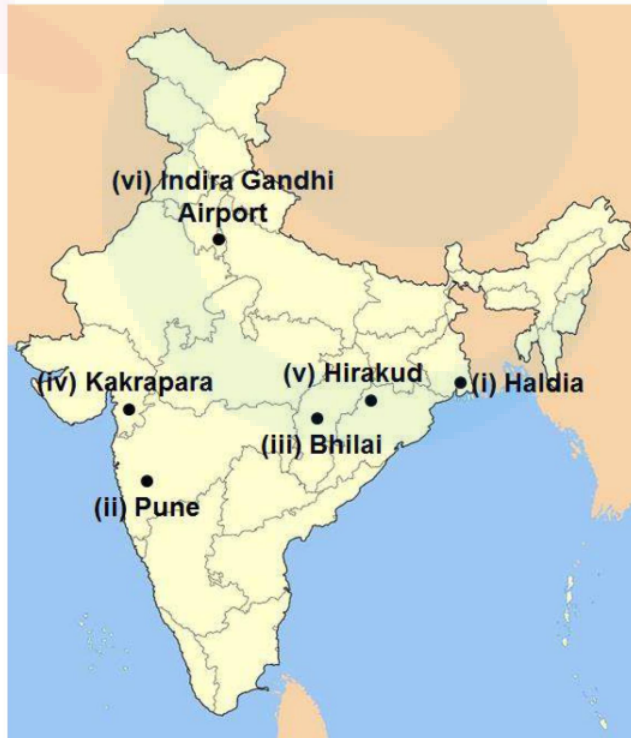 (vi) Indira Gandhi
Airport
(v) Hirakud
(iv) Kakrapara
(i) Haldia
(iii) Bhilai
(ii) Pune